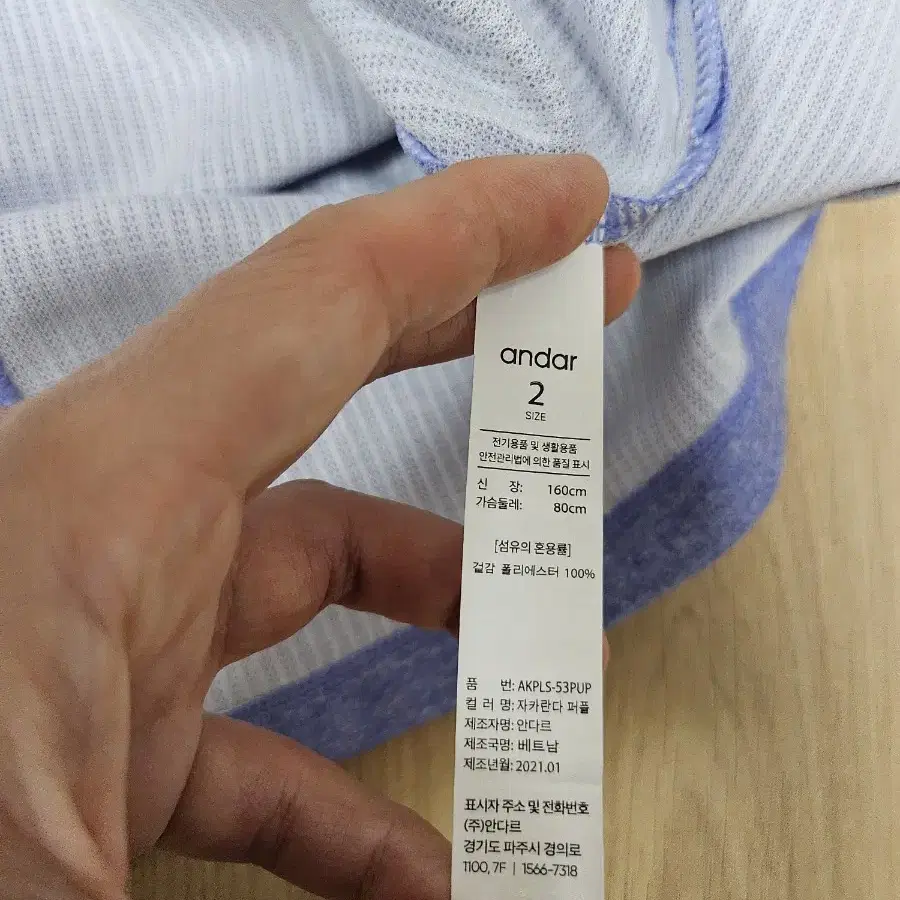 andar
2
SIZE
전기용품 및 생활용품
안전관리법에 의한 품질 표시
신 장: 160cm
가슴둘레: 80cm
[섬유의 혼용률]
겉감 폴리에스터 100%
품 번: AKPLS-53PUP
컬 러 명: 자카란다 퍼플
제조자명: 안다르
제조국명: 베트남
제조년월: 2021.01
표시자 주소 및 전화번호
(주)안다르
경기도 파주시 경의로
1100, 7F | 1566-7318